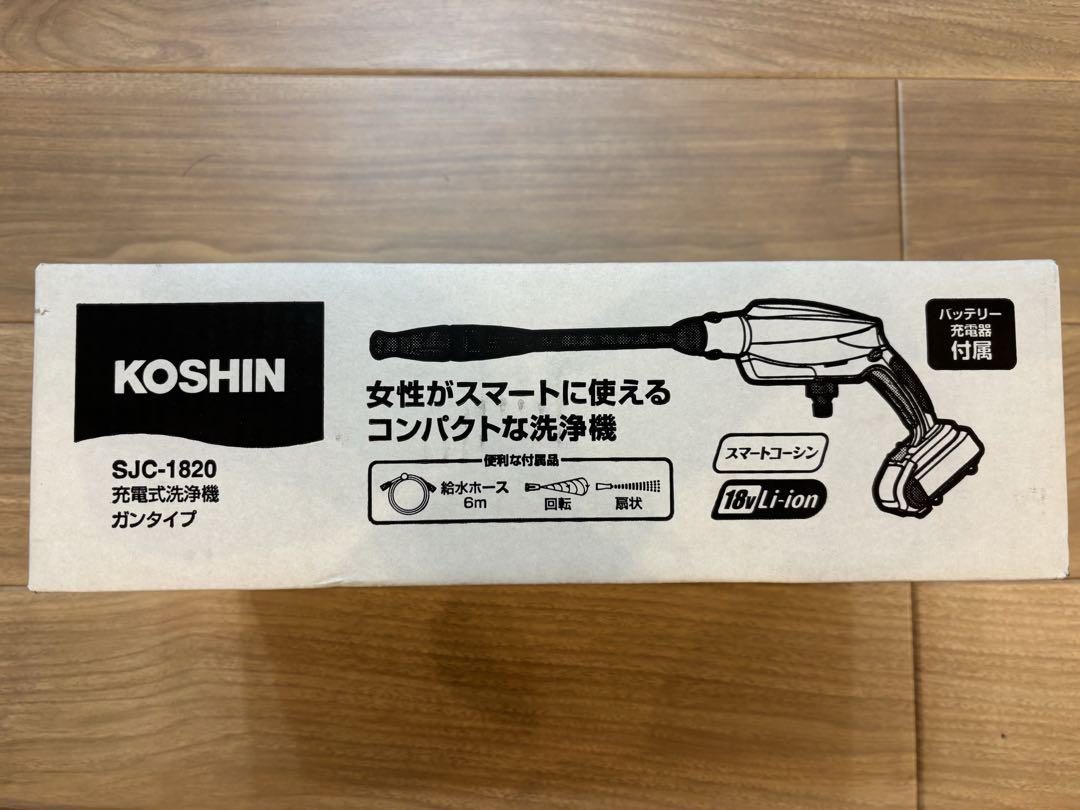 KOSHIN
SJC-1820
充電式洗浄機
ガンタイプ
女性がスマートに使える
コンパクトな洗浄機
便利な付属品
給水ホース
6m
回転
扇状
バッテリー
充電器
付属
スマートコーシン
18v Li-ion